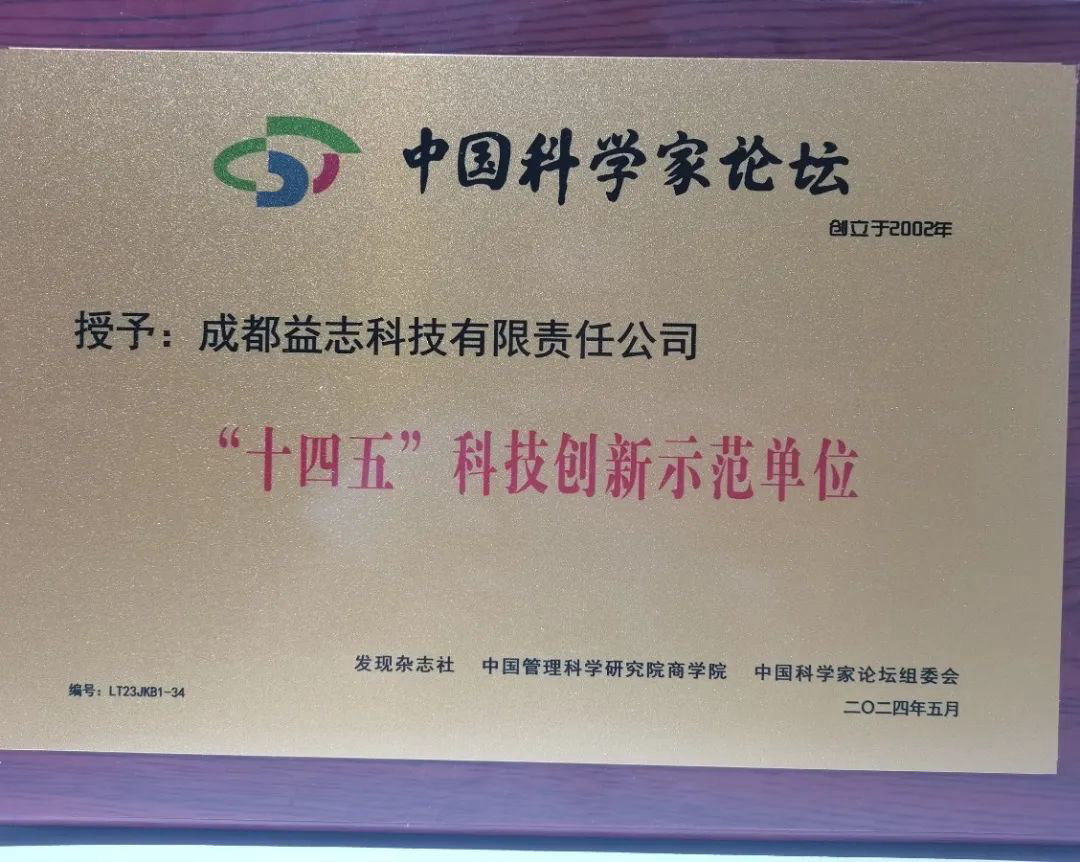 中国科学家论坛
创立于2002年
授予：成都益志科技有限责任公司
“十四五”科技创新示范单位
发现杂志社 中国管理科学研究院商学院 中国科学家论坛组委会
编号：LT23JKB1-34
二〇二四年五月